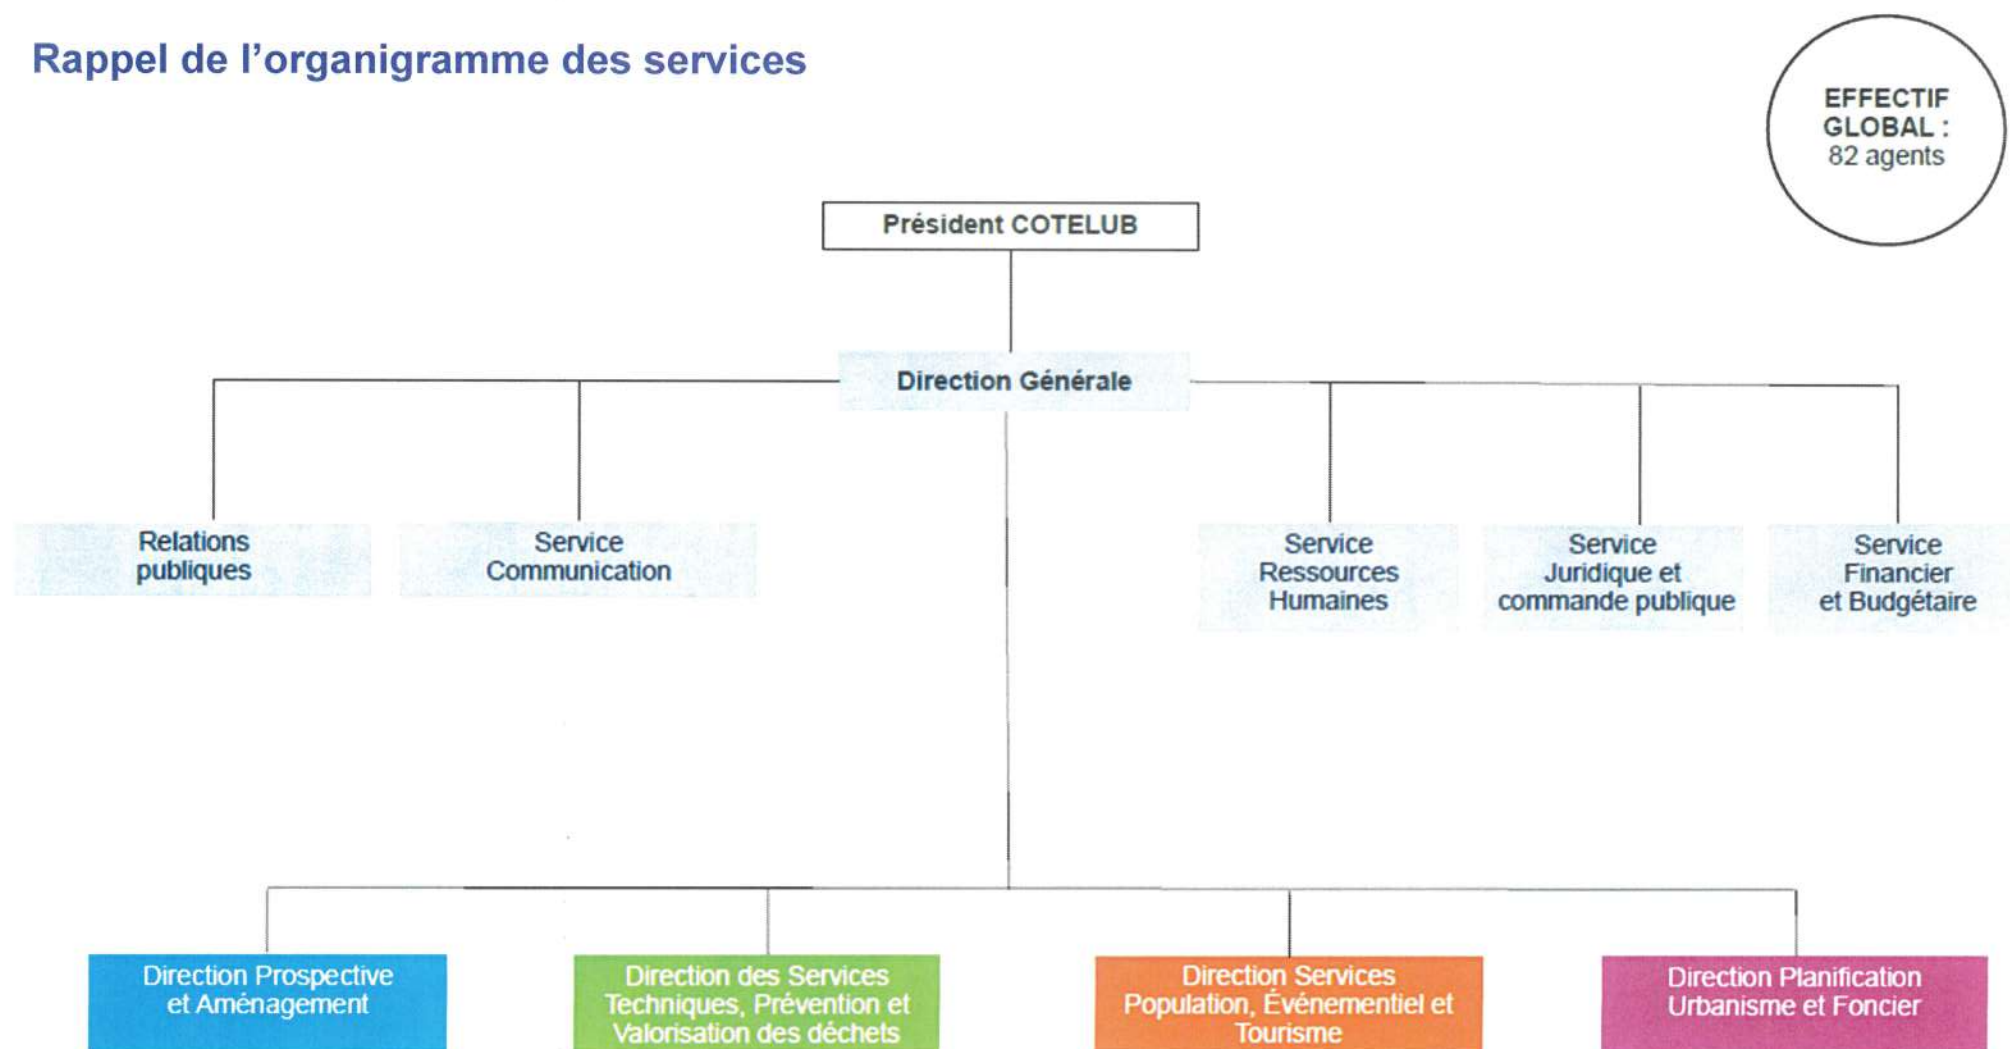 Rappel de l'organigramme des services
EFFECTIF
GLOBAL :
82 agents
Président COTELUB
Direction Générale
Relations
publiques
Service
Communication
Service
Ressources
Humaines
Service
Juridique et
commande publique
Service
Financier
et Budgétaire
Direction Prospective
et Aménagement
Direction des Services
Techniques, Prévention et
Valorisation des déchets
Direction Services
Population, Événementiel et
Tourisme
Direction Planification
Urbanisme et Foncier